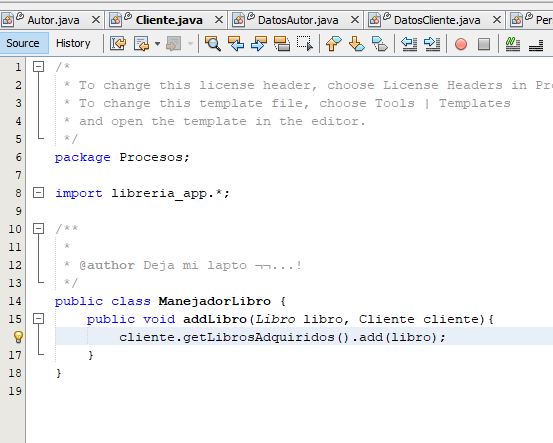 Autor.java Cliente.java DatosAutor.java DatosCliente.java Per
Source History
1 /*
2 * To change this license header, choose License Headers in Pro
3 * To change this template file, choose Tools | Templates
4 * and open the template in the editor.
5 */
6 package Procesos;
7
8 import libreria_app.*;
9
10 /**
11 *
12 * @author Deja mi lapto ¬¬...!
13 */
14 public class ManejadorLibro {
15 public void addLibro(Libro libro, Cliente cliente){
cliente.getLibrosAdquiridos().add(libro);
17 }
18 }
19